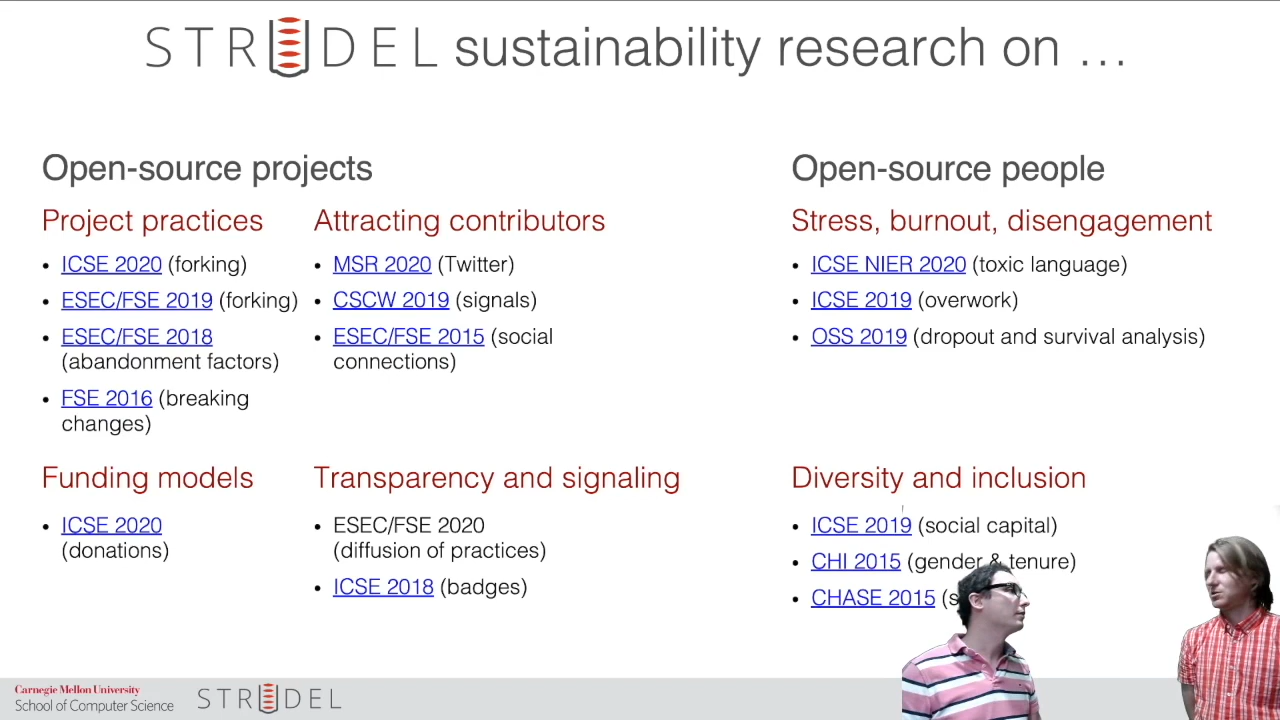 STRUDEL sustainability research on …
Open-source projects
Project practices
• ICSE 2020 (forking)
• ESEC/FSE 2019 (forking)
• ESEC/FSE 2018
(abandonment factors)
• FSE 2016 (breaking
changes)
Attracting contributors
• MSR 2020 (Twitter)
• CSCW 2019 (signals)
• ESEC/FSE 2015 (social
connections)
Funding models
• ICSE 2020
(donations)
Transparency and signaling
• ESEC/FSE 2020
(diffusion of practices)
• ICSE 2018 (badges)
Open-source people
Stress, burnout, disengagement
• ICSE NIER 2020 (toxic language)
• ICSE 2019 (overwork)
• OSS 2019 (dropout and survival analysis)
Diversity and inclusion
• ICSE 2019 (social capital)
• CHI 2015 (gender & tenure)
• CHASE 2015
Carnegie Mellon University
School of Computer Science
STRUDEL